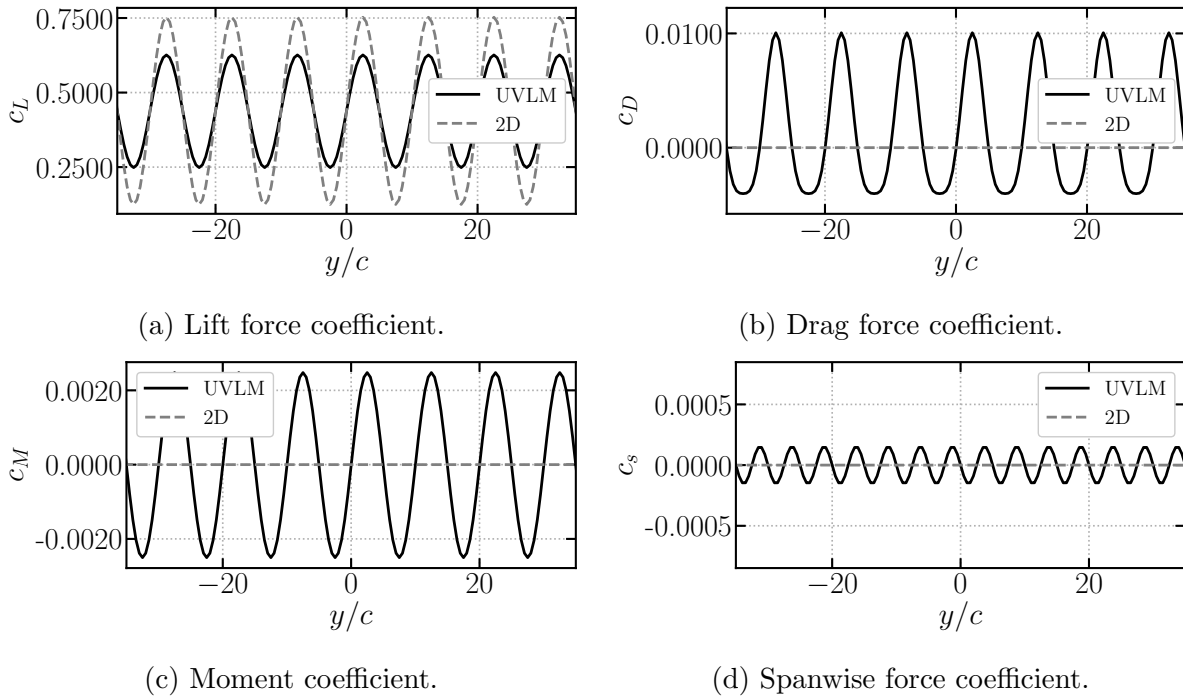 0.7500
0.5000
0.2500
c_L
−20
0
20
y/c
UVLM
2D
(a) Lift force coefficient.
0.0100
0.0000
c_D
−20
0
20
y/c
UVLM
2D
(b) Drag force coefficient.
0.0020
0.0000
-0.0020
c_M
−20
0
20
y/c
UVLM
2D
(c) Moment coefficient.
0.0005
0.0000
-0.0005
c_s
−20
0
20
y/c
UVLM
2D
(d) Spanwise force coefficient.